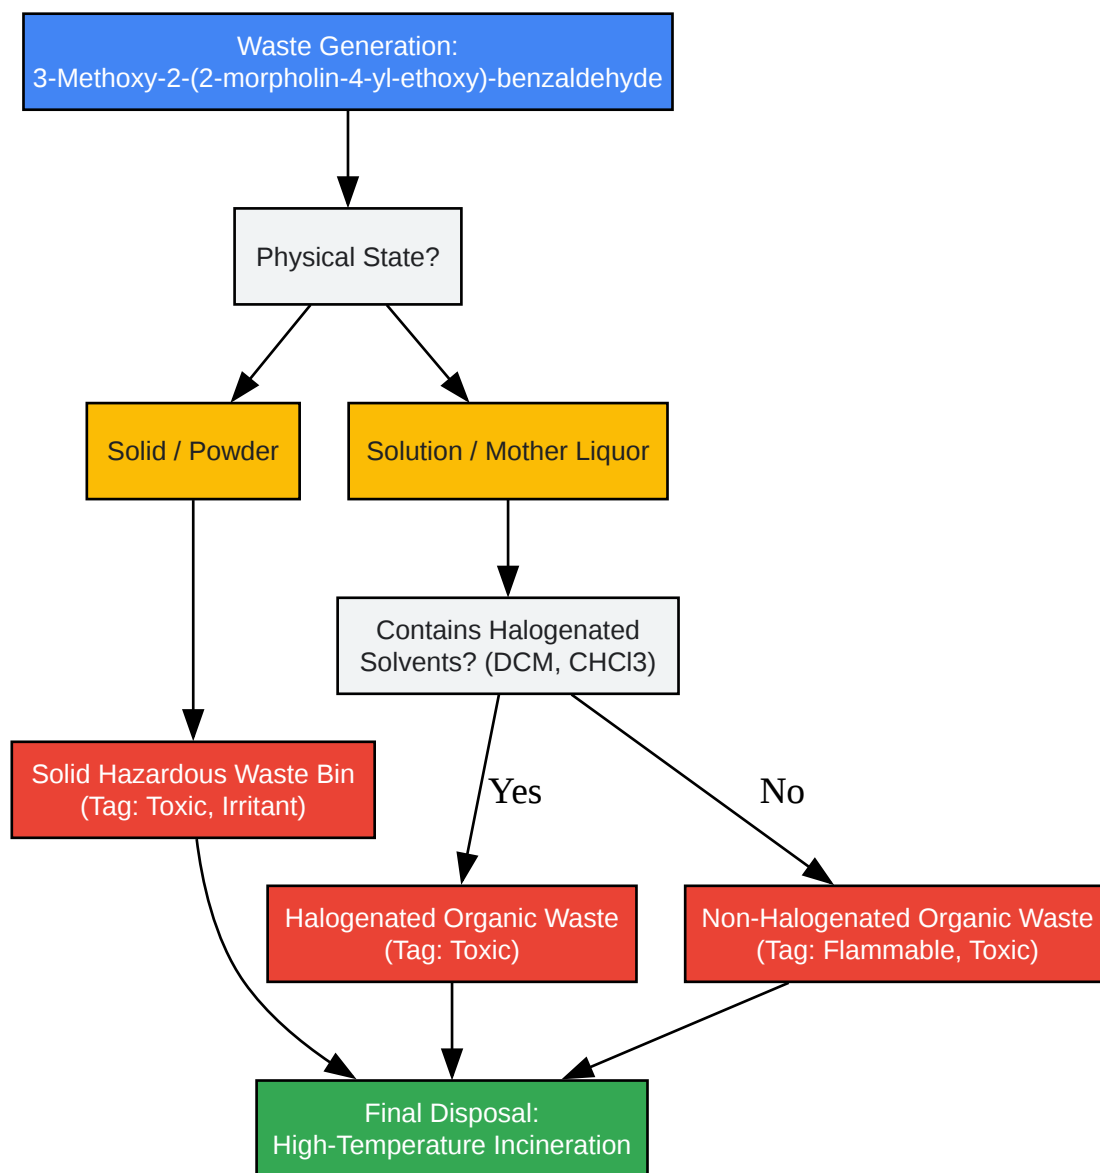 Waste Generation:
3-Methoxy-2-(2-morpholin-4-yl-ethoxy)-benzaldehyde
Physical State?
Solid / Powder
Solution / Mother Liquor
Contains Halogenated
Solvents? (DCM, CHCl3)
Solid Hazardous Waste Bin
(Tag: Toxic, Irritant)
Yes
No
Halogenated Organic Waste
(Tag: Toxic)
Non-Halogenated Organic Waste
(Tag: Flammable, Toxic)
Final Disposal:
High-Temperature Incineration